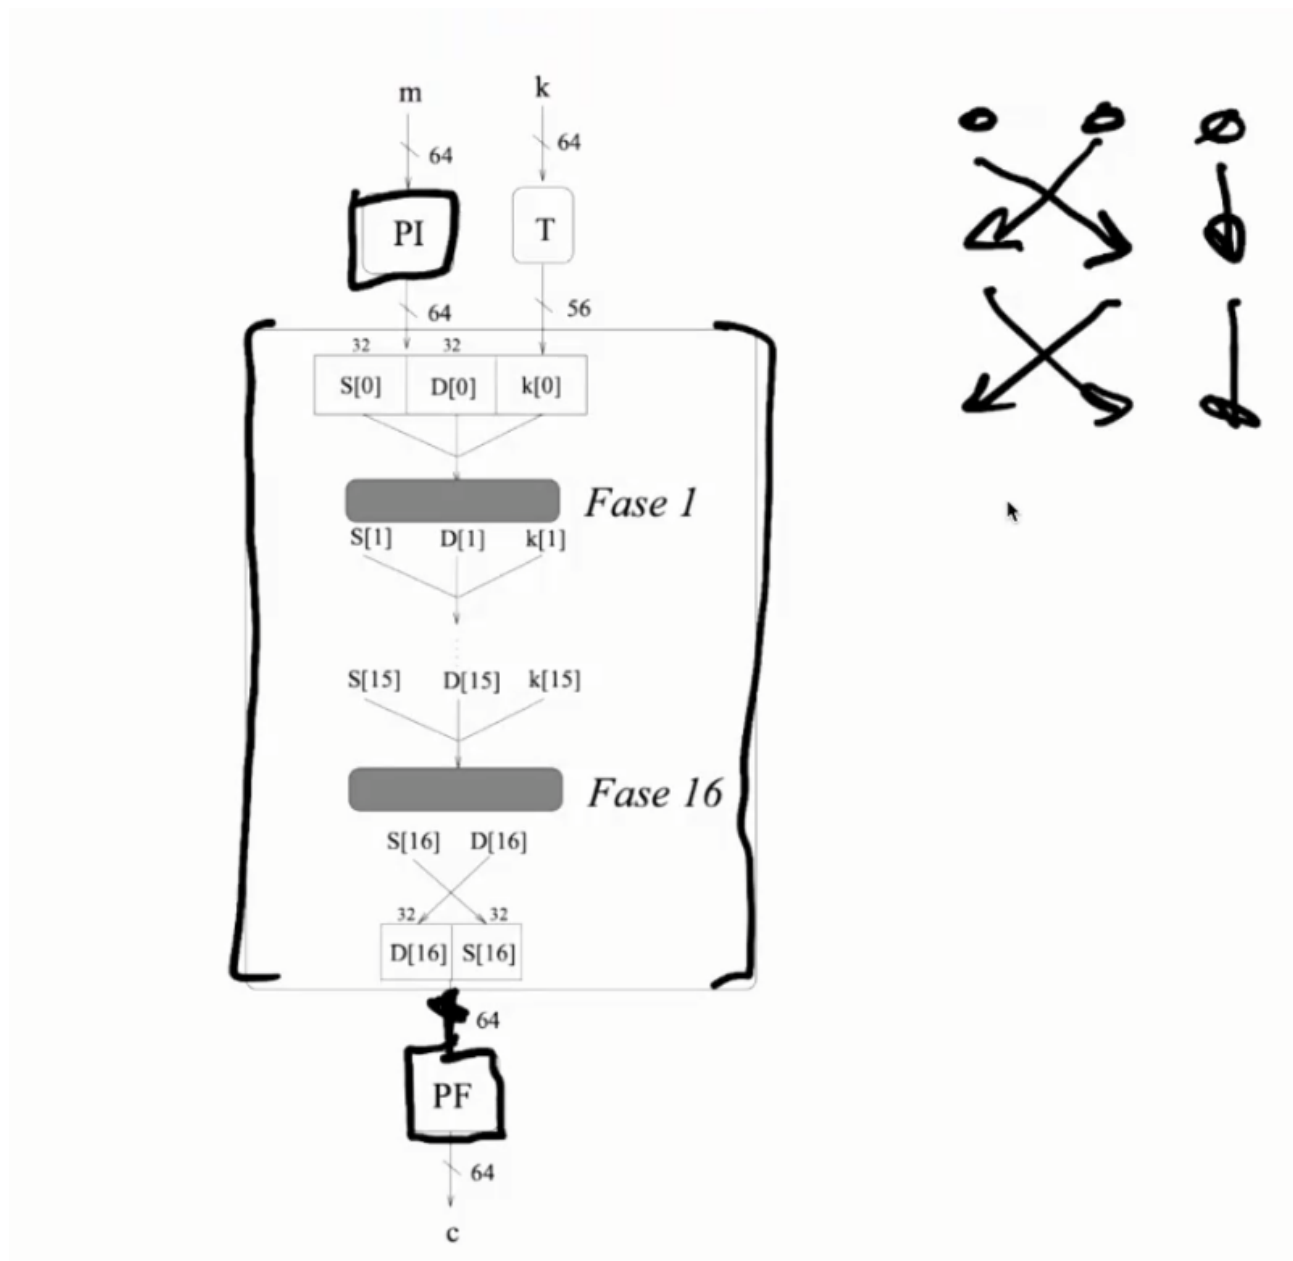 m k
64 64
PI T
64 56
32 32
S[0] D[0] k[0]
Fase 1
S[1] D[1] k[1]
S[15] D[15] k[15]
Fase 16
S[16] D[16]
32 32
D[16] S[16]
64
PF
64
c